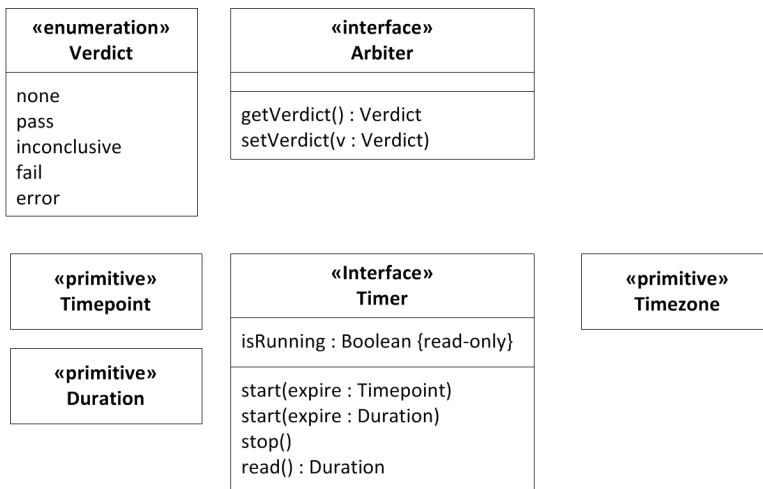 «enumeration»
Verdict
none
pass
inconclusive
fail
error
«interface»
Arbiter
getVerdict() : Verdict
setVerdict(v : Verdict)
«primitive»
Timepoint
«primitive»
Duration
«Interface»
Timer
isRunning : Boolean {read-only}
start(expire : Timepoint)
start(expire : Duration)
stop()
read() : Duration
«primitive»
Timezone